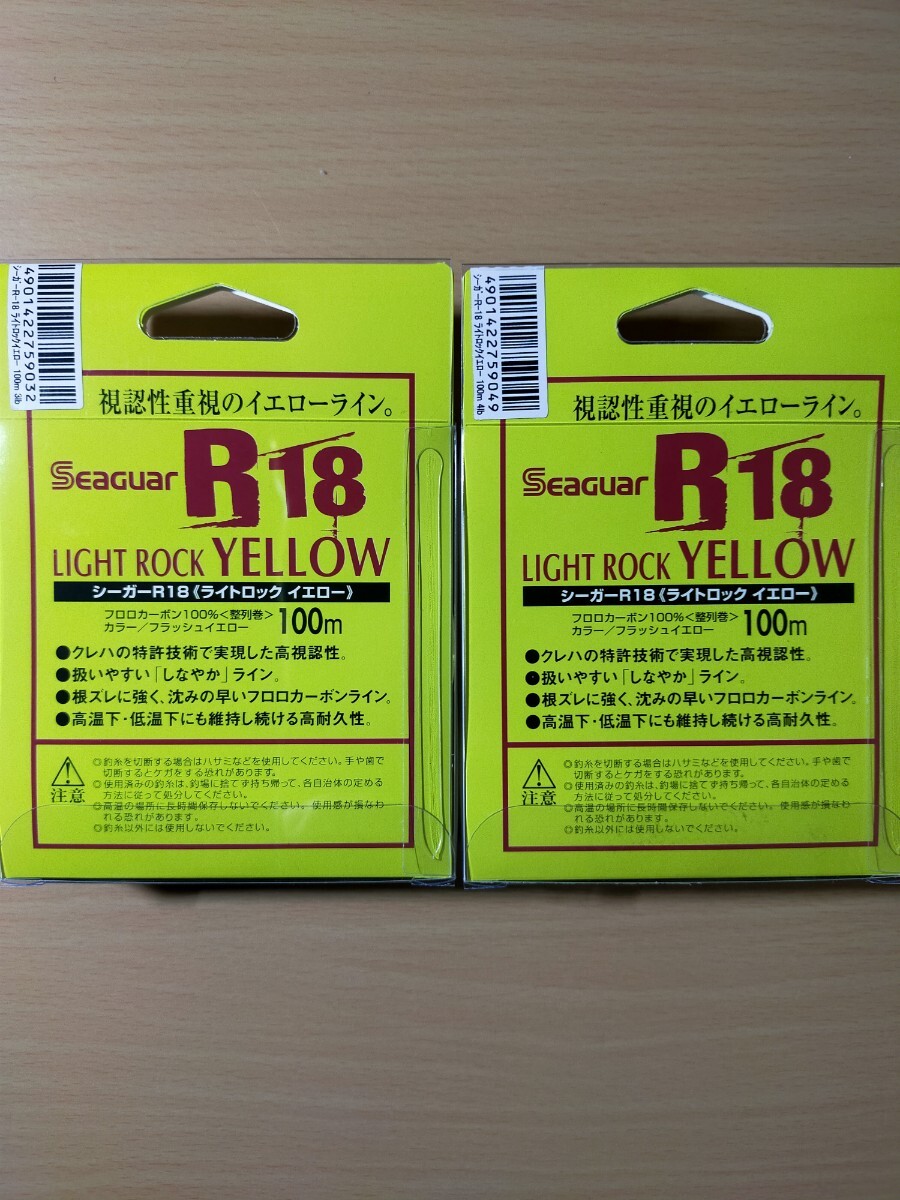 4901422759032
シーガーR-18 ライトロックイエロー 100m 3lb
視認性重視のイエローライン。
Seaguar R18
LIGHT ROCK YELLOW
シーガーR18《ライトロック イエロー》
フロロカーボン100%<整列巻>
カラー/フラッシュイエロー 100m
●クレハの特許技術で実現した高視認性。
●扱いやすい「しなやか」ライン。
●根ズレに強く、沈みの早いフロロカーボンライン。
●高温下・低温下にも維持し続ける高耐久性。
注意
◎釣糸を切断する場合はハサミなどを使用してください。手や歯で
切断するとケガをする恐れがあります。
◎使用済みの釣糸は、釣場に捨てず持ち帰って、各自治体の定める
方法に従って処分してください。
◎高温の場所に長時間保存しないでください。使用感が損なわ
れる恐れがあります。
◎釣糸以外には使用しないでください。
4901422759049
シーガーR-18 ライトロックイエロー 100m 4lb
視認性重視のイエローライン。
Seaguar R18
LIGHT ROCK YELLOW
シーガーR18《ライトロック イエロー》
フロロカーボン100%<整列巻>
カラー/フラッシュイエロー 100m
●クレハの特許技術で実現した高視認性。
●扱いやすい「しなやか」ライン。
●根ズレに強く、沈みの早いフロロカーボンライン。
●高温下・低温下にも維持し続ける高耐久性。
注意
◎釣糸を切断する場合はハサミなどを使用してください。手や歯で
切断するとケガをする恐れがあります。
◎使用済みの釣糸は、釣場に捨てず持ち帰って、各自治体の定める
方法に従って処分してください。
◎高温の場所に長時間保存しないでください。使用感が損なわ
れる恐れがあります。
◎釣糸以外には使用しないでください。